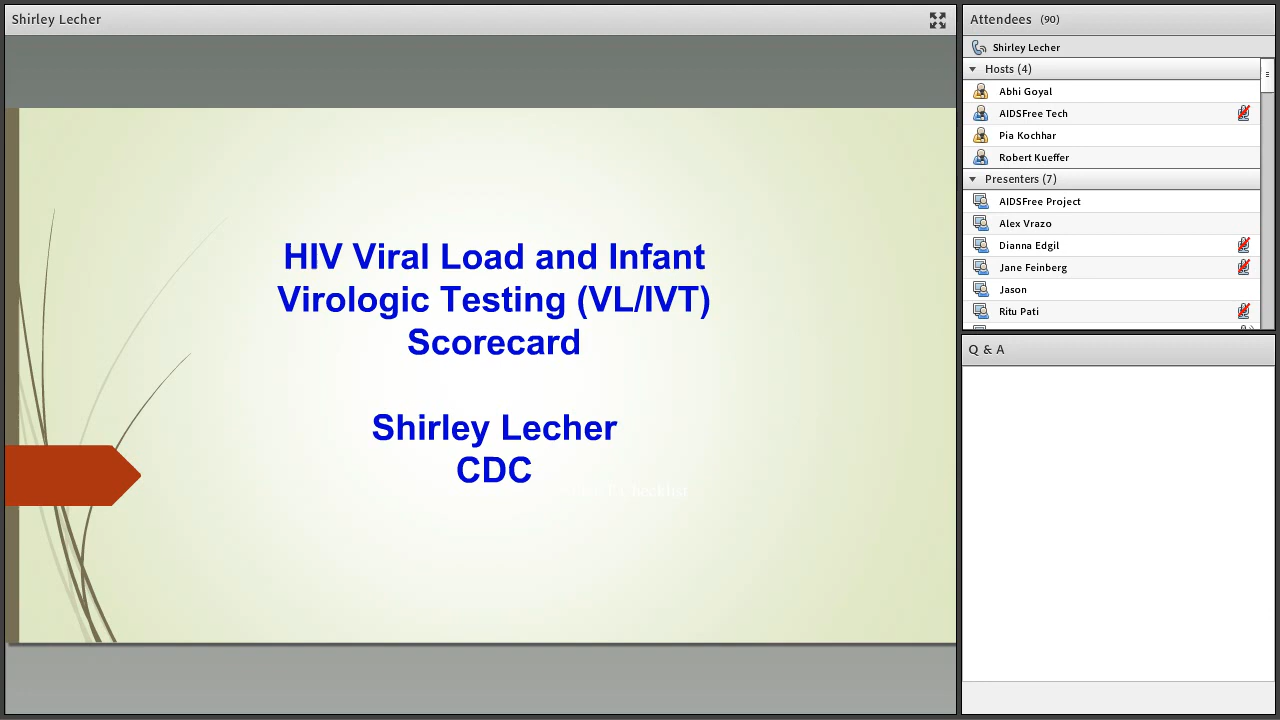 Shirley Lecher
HIV Viral Load and Infant
Virologic Testing (VL/IVT)
Scorecard
Shirley Lecher
CDC
Checklist
Attendees (90)
Shirley Lecher
Hosts (4)
Abhi Goyal
AIDSFree Tech
Pia Kochhar
Robert Kueffer
Presenters (7)
AIDSFree Project
Alex Vrazo
Dianna Edgil
Jane Feinberg
Jason
Ritu Pati
Q & A